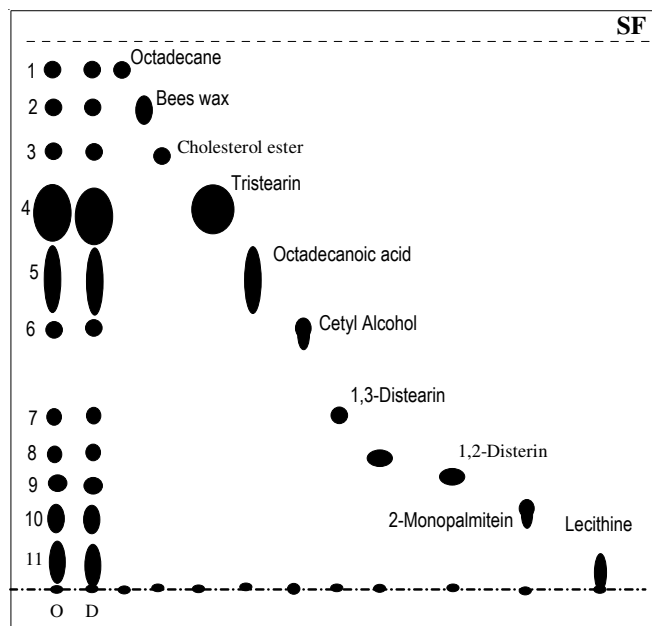 SF
1 Octadecane
2 Bees wax
3 Cholesterol ester
4 Tristearin
5 Octadecanoic acid
6 Cetyl Alcohol
7 1,3-Distearin
8 1,2-Disterin
9
10 2-Monopalmitein Lecithine
11
O D